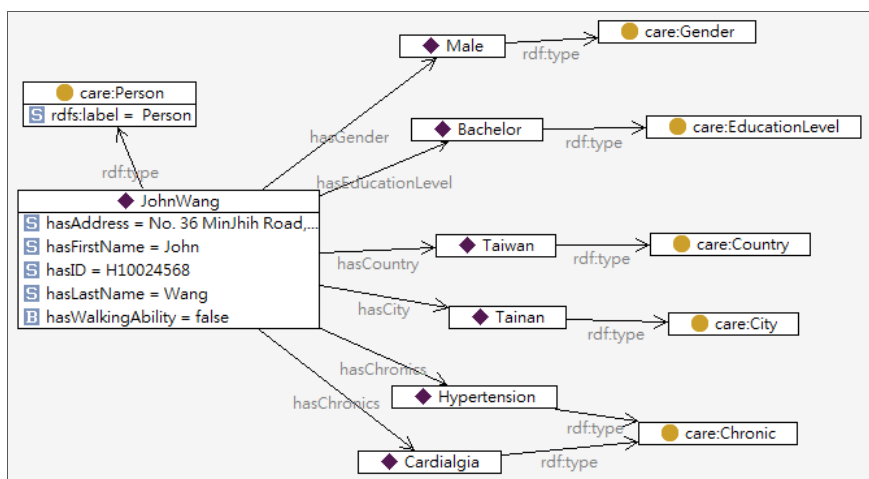 Male
rdf:type
care:Gender
care:Person
S rdfs:label = Person
hasGender
Bachelor
rdf:type
care:EducationLevel
rdf:type
hasEducationLevel
JohnWang
S hasAddress = No. 36 MinJhih Road,...
S hasFirstName = John
S hasID = H10024568
S hasLastName = Wang
B hasWalkingAbility = false
hasCountry
Taiwan
rdf:type
care:Country
hasCity
Tainan
rdf:type
care:City
hasChronics
hasChronics
Hypertension
rdf:type
care:Chronic
Cardialgia
rdf:type